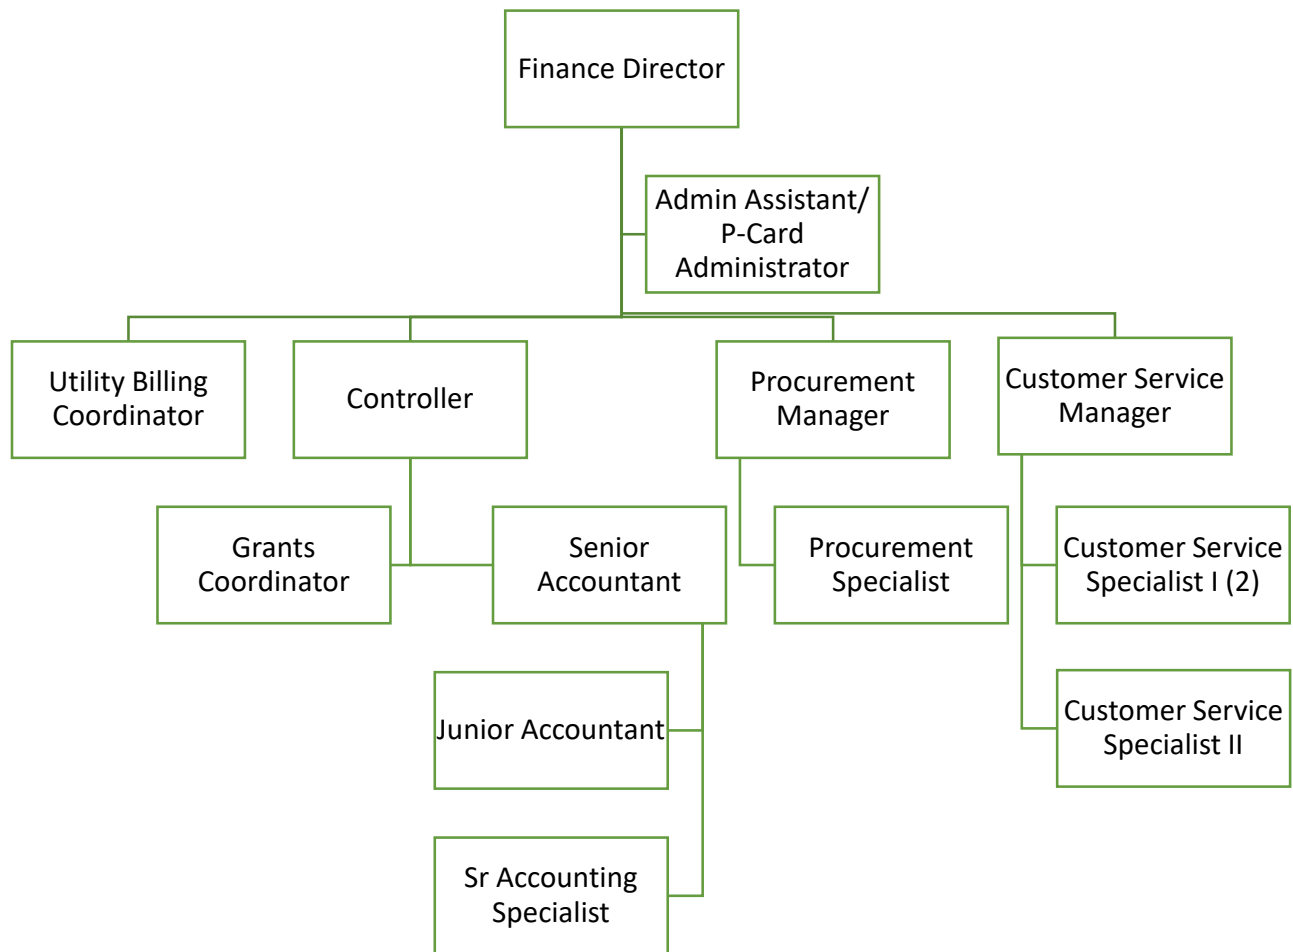 Finance Director
Admin Assistant/
P-Card
Administrator
Utility Billing
Coordinator
Controller
Procurement
Manager
Customer Service
Manager
Grants
Coordinator
Senior
Accountant
Procurement
Specialist
Customer Service
Specialist I (2)
Junior Accountant
Customer Service
Specialist II
Sr Accounting
Specialist